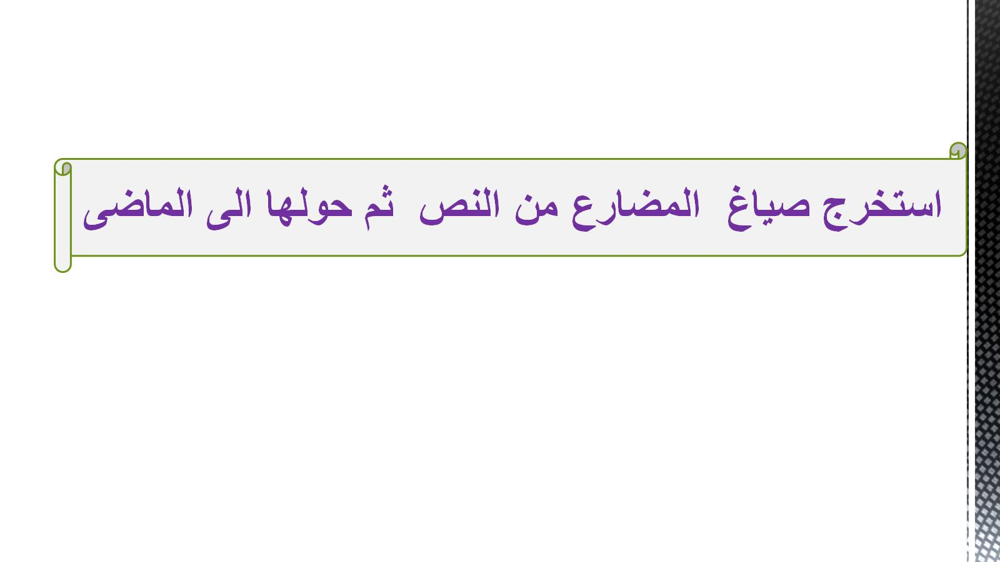 استخرج صياغ المضارع من النص ثم حولها الى الماضى